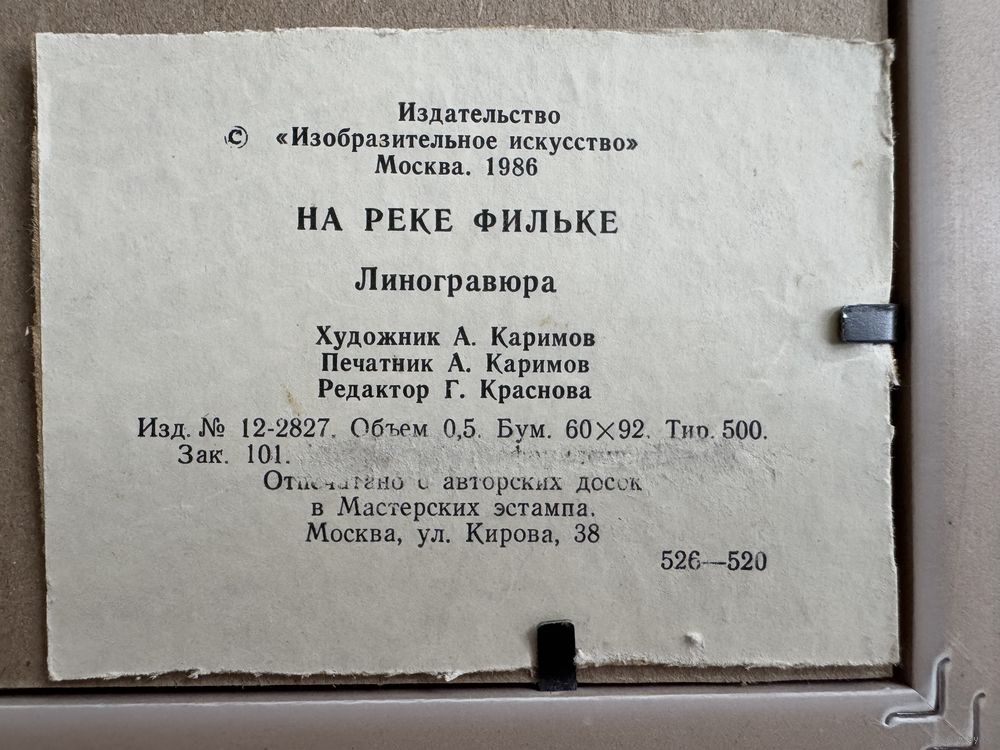 Издательство
© «Изобразительное искусство»
Москва. 1986
НА РЕКЕ ФИЛЬКЕ
Линогравюра
Художник А. Каримов
Печатник А. Каримов
Редактор Г. Краснова
Изд. № 12-2827. Объем 0,5. Бум. 60×92. Тир. 500.
Зак. 101.
Отпечатано с авторских досок
в Мастерских эстампа.
Москва, ул. Кирова, 38
526—520